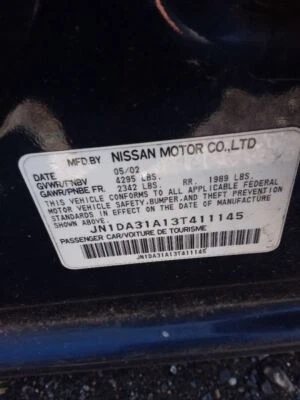 MFD BY NISSAN MOTOR CO.,LTD
DATE 05/02
GVWR/PNBV 4295 LBS.
GAWR/PNBE FR. 2342 LBS. RR. 1989 LBS.
THIS VEHICLE CONFORMS TO ALL APPLICABLE FEDERAL
MOTOR VEHICLE SAFETY,BUMPER,AND THEFT PREVENTION
STANDARDS IN EFFECT ON THE DATE OF MANUFACTURE
SHOWN ABOVE.
JN1DA31A13T411145
PASSENGER CAR/VOITURE DE TOURISME
JN1DA31A13T411145